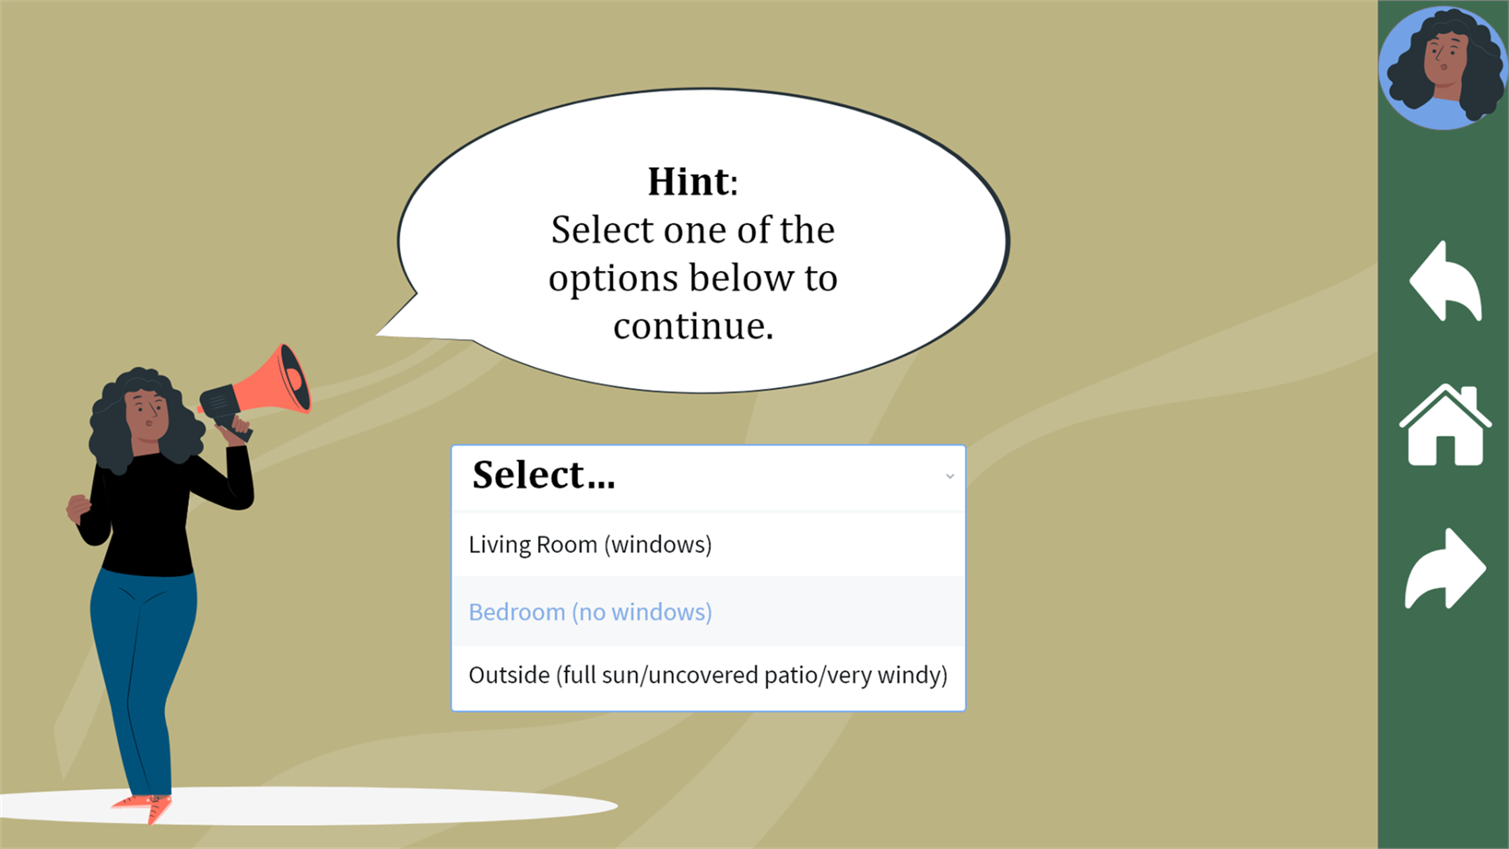 Hint:
Select one of the
options below to
continue.
Select...
Living Room (windows)
Bedroom (no windows)
Outside (full sun/uncovered patio/very windy)